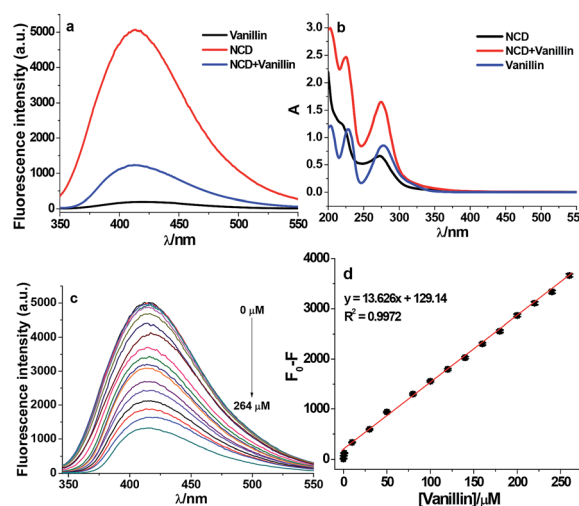 a
Vanillin
NCD
NCD+Vanillin
Fluorescence intensity (a.u.)
5000
4000
3000
2000
1000
0
350 400 450 500 550
λ/nm
b
NCD
NCD+Vanillin
Vanillin
A
3.0
2.5
2.0
1.5
1.0
0.5
0.0
200 250 300 350 400 450 500 550
λ/nm
c
0 μM
264 μM
Fluorescence intensity (a.u.)
5000
4000
3000
2000
1000
0
350 400 450 500 550
λ/nm
d
y = 13.626x + 129.14
R² = 0.9972
F₀-F
4000
3000
2000
1000
0
0 50 100 150 200 250
[Vanillin]/μM